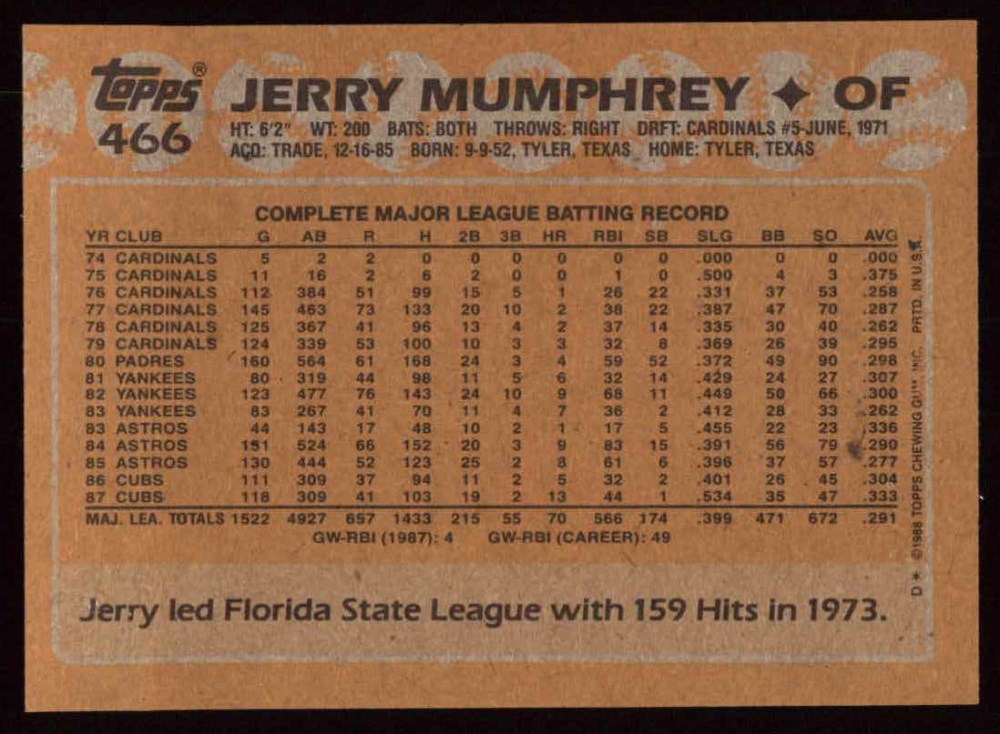 topps®
466
JERRY MUMPHREY ✦ OF
HT: 6'2" WT: 200 BATS: BOTH THROWS: RIGHT DRFT: CARDINALS #5-JUNE, 1971
ACQ: TRADE, 12-16-85 BORN: 9-9-52, TYLER, TEXAS HOME: TYLER, TEXAS
COMPLETE MAJOR LEAGUE BATTING RECORD
YR CLUB G AB R H 2B 3B HR RBI SB SLG BB SO AVG
74 CARDINALS 5 2 2 0 0 0 0 0 0 .000 0 0 .000
75 CARDINALS 11 16 2 6 2 0 0 1 0 .500 4 3 .375
76 CARDINALS 112 384 51 99 15 5 1 26 22 .331 37 53 .258
77 CARDINALS 145 463 73 133 20 10 2 38 22 .387 47 70 .287
78 CARDINALS 125 367 41 96 13 4 2 37 14 .335 30 40 .262
79 CARDINALS 124 339 53 100 10 3 3 32 8 .369 26 39 .295
80 PADRES 160 564 61 168 24 3 4 59 52 .372 49 90 .298
81 YANKEES 80 319 44 98 11 5 6 32 14 .429 24 27 .307
82 YANKEES 123 477 76 143 24 10 9 68 11 .449 50 66 .300
83 YANKEES 83 267 41 70 11 4 7 36 2 .412 28 33 .262
83 ASTROS 44 143 17 48 10 2 1 17 5 .455 22 23 .336
84 ASTROS 151 524 66 152 20 3 9 83 15 .391 56 79 .290
85 ASTROS 130 444 52 123 25 2 8 61 6 .396 37 57 .277
86 CUBS 111 309 37 94 11 2 5 32 2 .401 26 45 .304
87 CUBS 118 309 41 103 19 2 13 44 1 .534 35 47 .333
MAJ. LEA. TOTALS 1522 4927 657 1433 215 55 70 566 174 .399 471 672 .291
GW-RBI (1987): 4 GW-RBI (CAREER): 49
Jerry led Florida State League with 159 Hits in 1973.
D* ©1988 TOPPS CHEWING GUM, INC. PRTD. IN U.S.A.